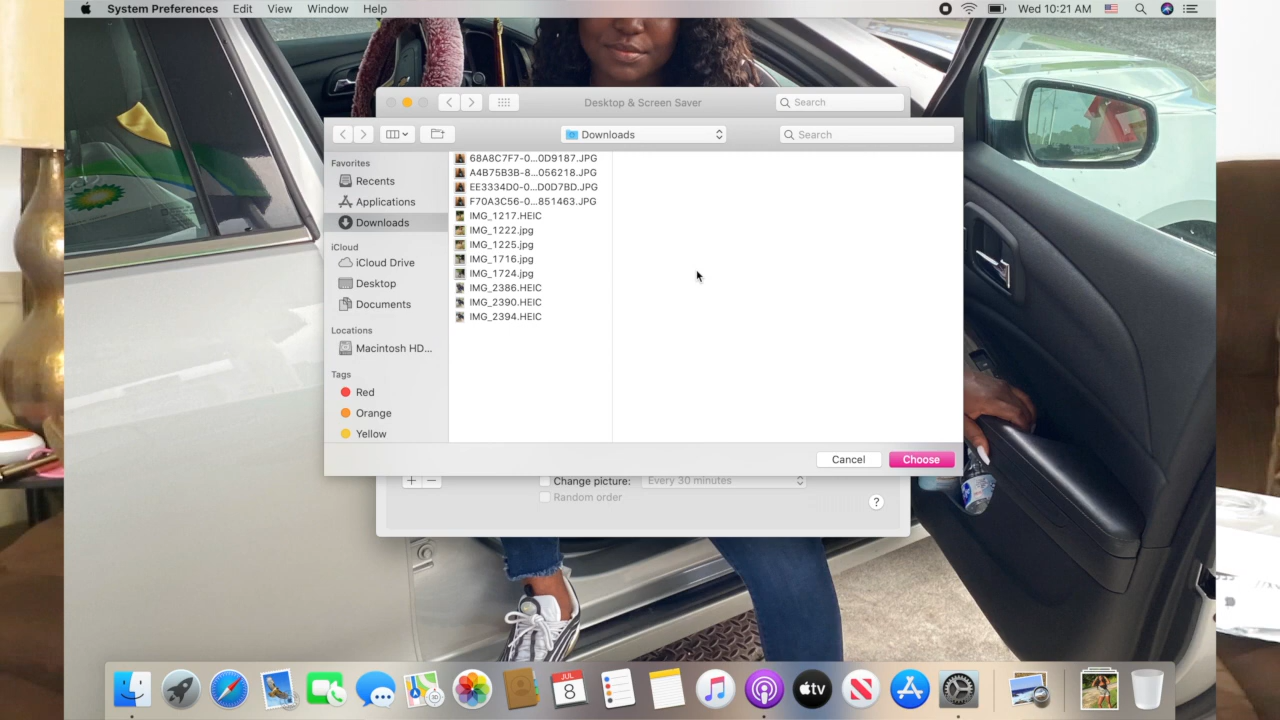 System Preferences Edit View Window Help
Wed 10:21 AM
Desktop & Screen Saver
Search
Downloads
Search
Favorites
Recents
Applications
Downloads
iCloud
iCloud Drive
Desktop
Documents
Locations
Macintosh HD...
Tags
Red
Orange
Yellow
68A8C7F7-0...0D9187.JPG
A4B75B3B-8...056218.JPG
EE3334D0-0...D0D7BD.JPG
F70A3C56-0...851463.JPG
IMG_1217.HEIC
IMG_1222.jpg
IMG_1225.jpg
IMG_1716.jpg
IMG_1724.jpg
IMG_2386.HEIC
IMG_2390.HEIC
IMG_2394.HEIC
Cancel
Choose
+ −
Change picture: Every 30 minutes
Random order
?
bp
JUL
8
tv